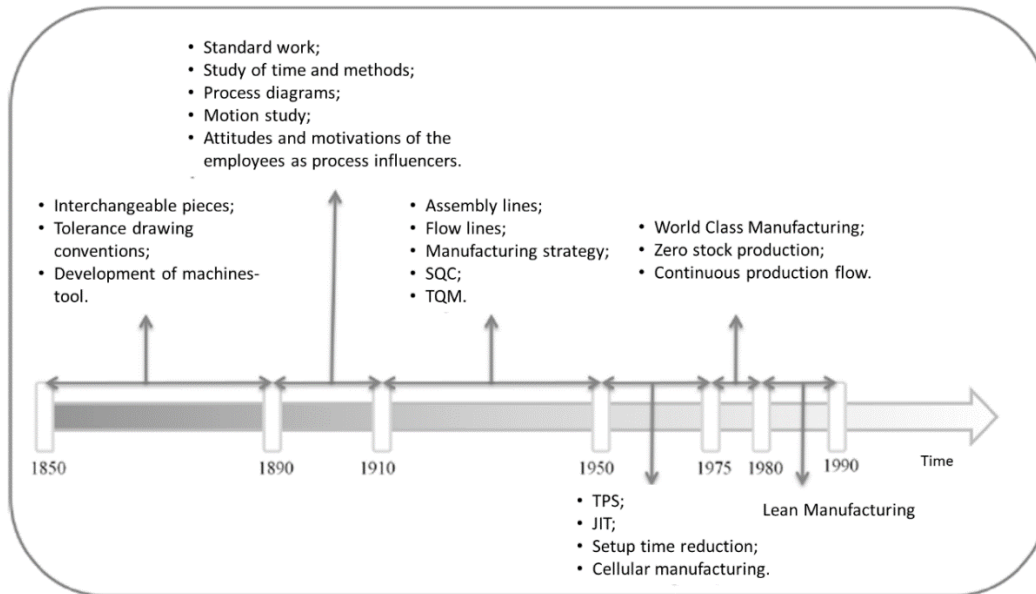 • Standard work;
• Study of time and methods;
• Process diagrams;
• Motion study;
• Attitudes and motivations of the
employees as process influencers.
• Interchangeable pieces;
• Tolerance drawing
conventions;
• Development of machines-
tool.
• Assembly lines;
• Flow lines;
• Manufacturing strategy;
• SQC;
• TQM.
• World Class Manufacturing;
• Zero stock production;
• Continuous production flow.
1850
1890
1910
1950
1975
1980
1990
Time
• TPS;
• JIT;
• Setup time reduction;
• Cellular manufacturing.
Lean Manufacturing